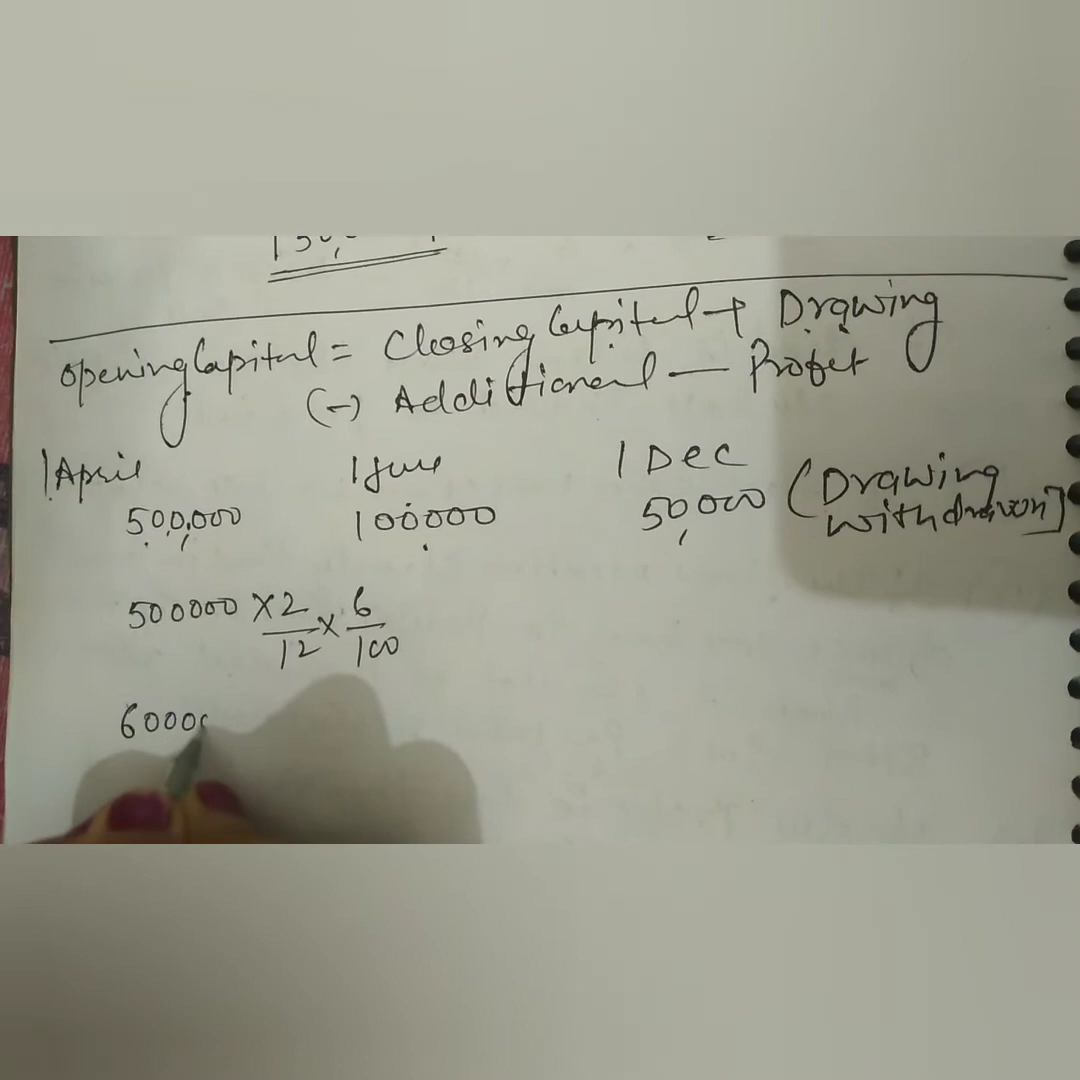 Opening Capital = Closing Capital + Drawing
(-) Additional — Profit
1 April 1 June 1 Dec
500,000 100000 50,000 (Drawing withdrawn)
500000 × 2/12 × 6/100
6000